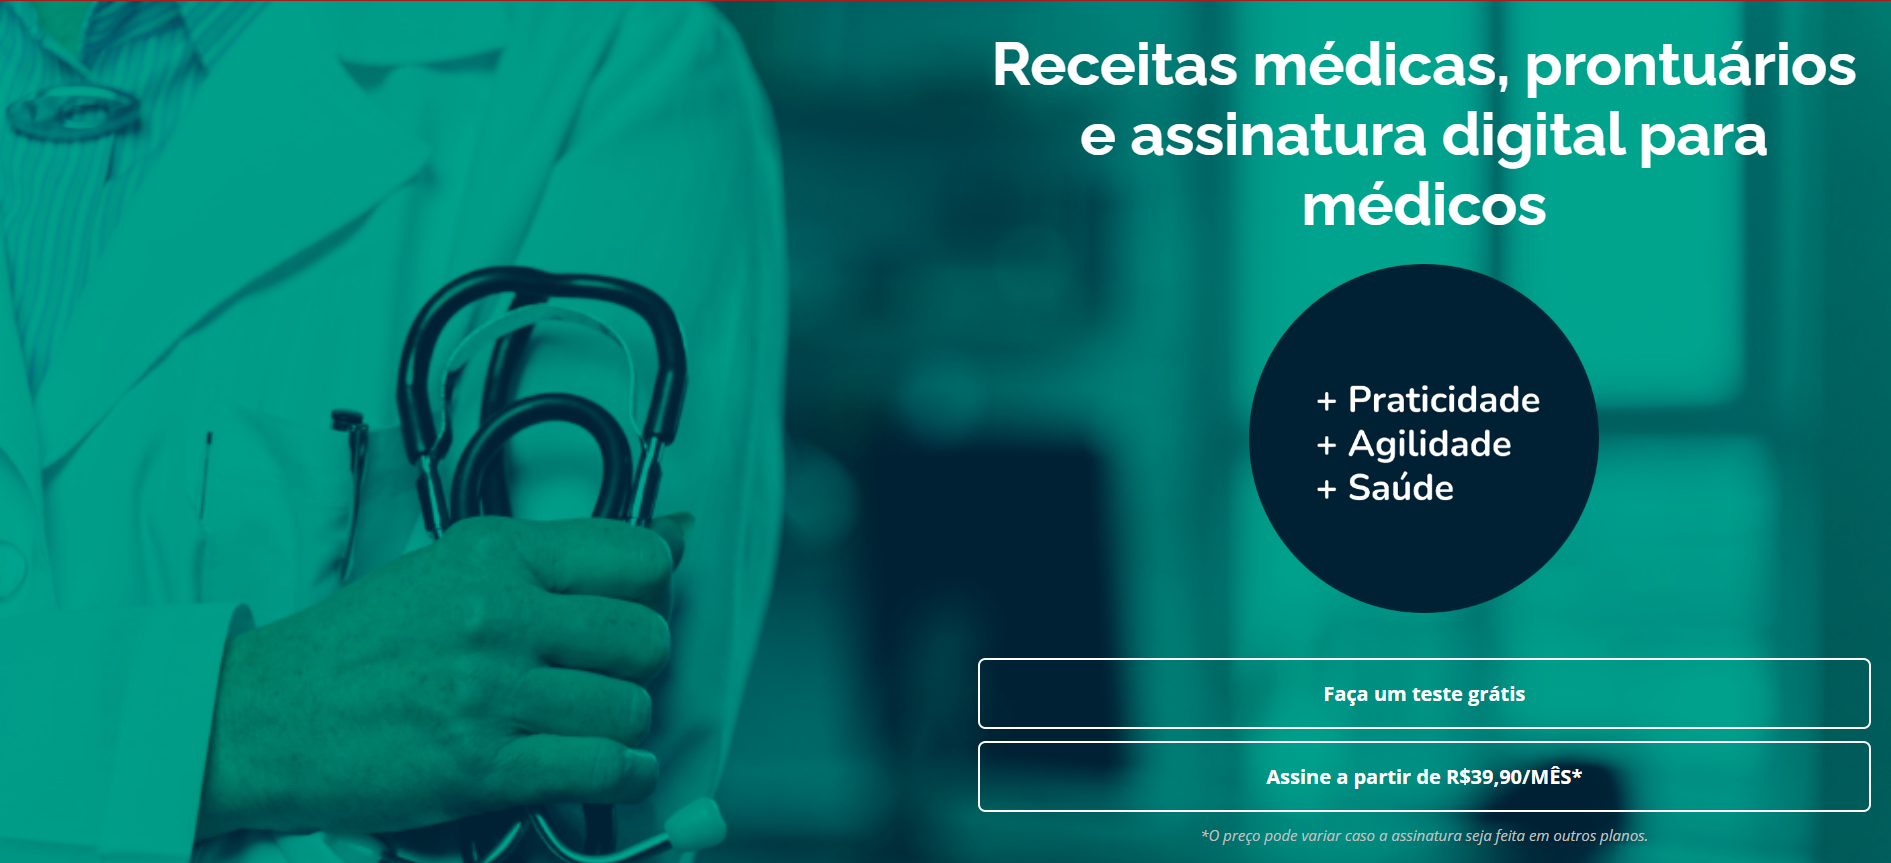 Receitas médicas, prontuários
e assinatura digital para
médicos
+ Praticidade
+ Agilidade
+ Saúde
Faça um teste grátis
Assine a partir de R$39,90/MÊS*
*O preço pode variar caso a assinatura seja feita em outros planos.